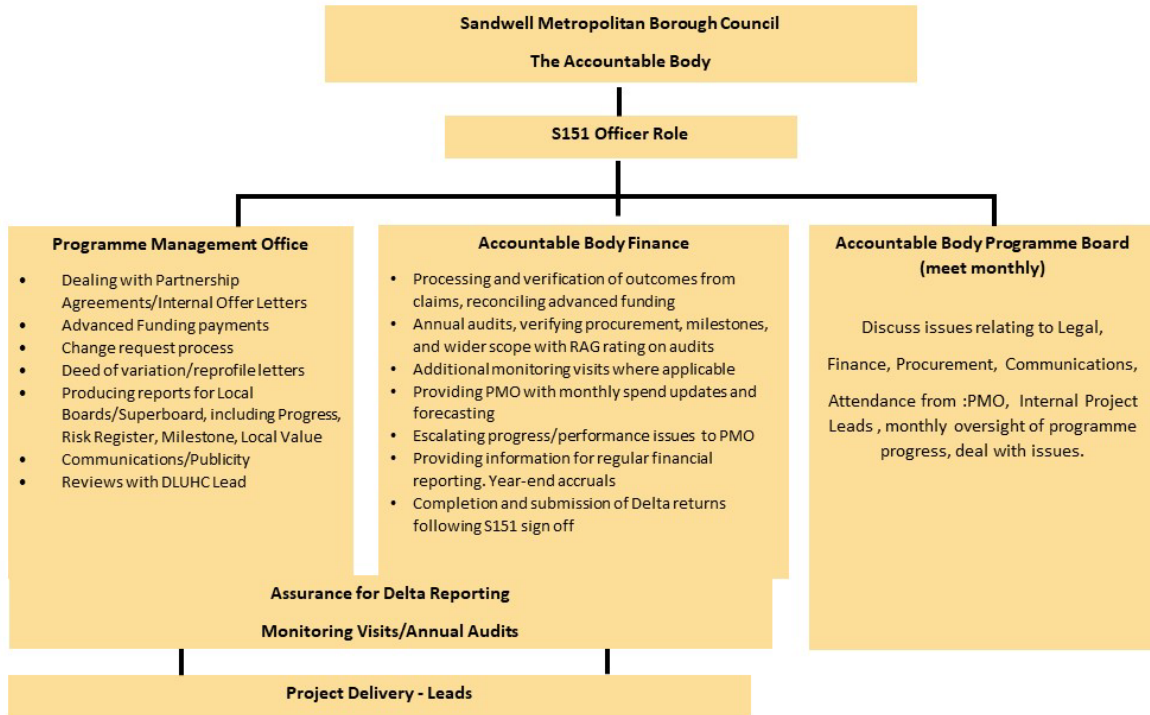 Sandwell Metropolitan Borough Council
The Accountable Body
S151 Officer Role
Programme Management Office
• Dealing with Partnership
Agreements/Internal Offer Letters
• Advanced Funding payments
• Change request process
• Deed of variation/reprofile letters
• Producing reports for Local
Boards/Superboard, including Progress,
Risk Register, Milestone, Local Value
• Communications/Publicity
• Reviews with DLUHC Lead
Accountable Body Finance
• Processing and verification of outcomes from
claims, reconciling advanced funding
• Annual audits, verifying procurement, milestones,
and wider scope with RAG rating on audits
• Additional monitoring visits where applicable
• Providing PMO with monthly spend updates and
forecasting
• Escalating progress/performance issues to PMO
• Providing information for regular financial
reporting. Year-end accruals
• Completion and submission of Delta returns
following S151 sign off
Accountable Body Programme Board
(meet monthly)
Discuss issues relating to Legal,
Finance, Procurement, Communications,
Attendance from :PMO, Internal Project
Leads , monthly oversight of programme
progress, deal with issues.
Assurance for Delta Reporting
Monitoring Visits/Annual Audits
Project Delivery - Leads